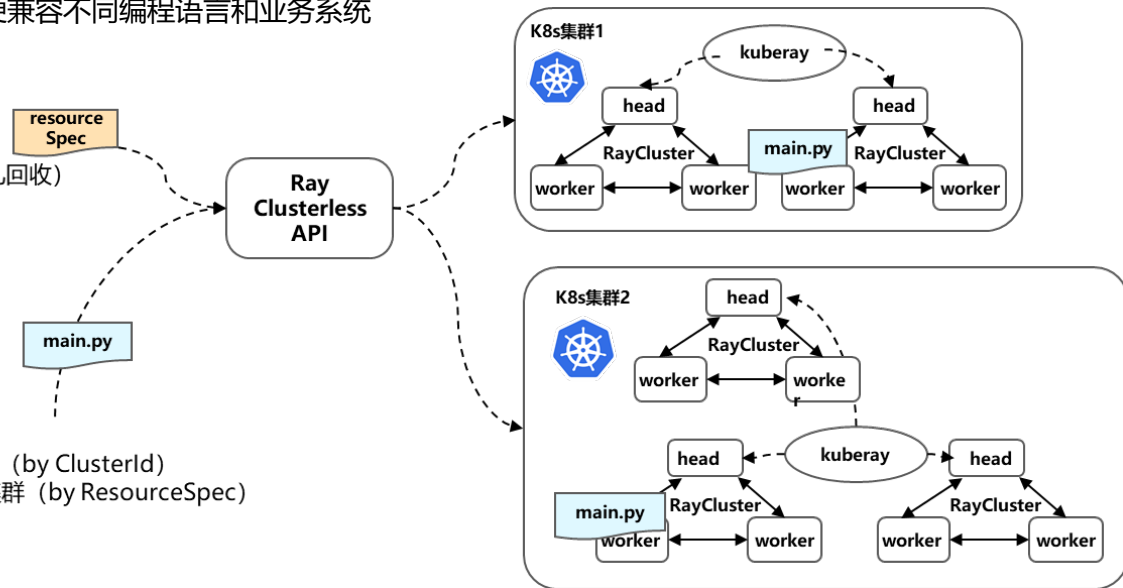 兼容不同编程语言和业务系统
resource
Spec
回收）
main.py
（by ClusterId）
群（by ResourceSpec）
Ray
Clusterless
API
K8s集群1
kuberay
head
RayCluster
worker
worker
head
main.py
RayCluster
worker
worker
K8s集群2
head
RayCluster
worker
worke
r
kuberay
head
main.py
RayCluster
worker
worker
head
RayCluster
worker
worker